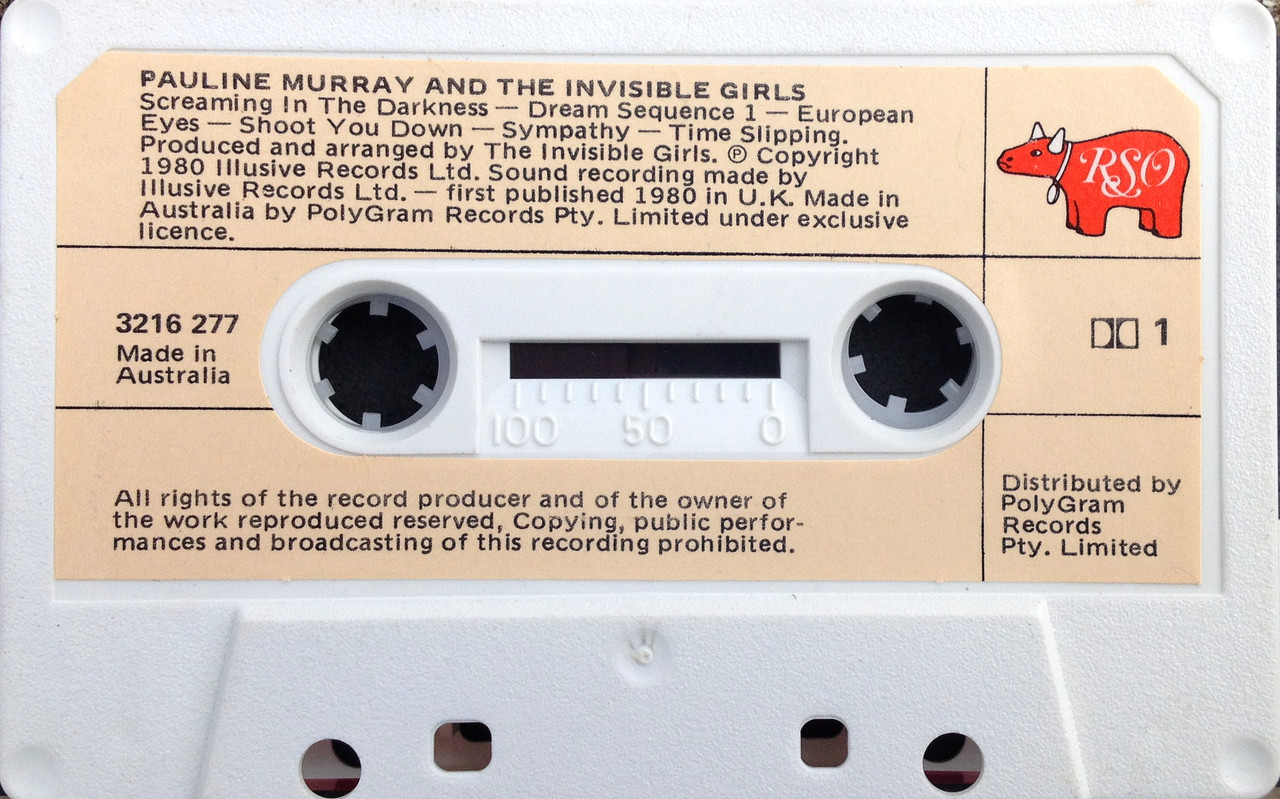 PAULINE MURRAY AND THE INVISIBLE GIRLS
Screaming In The Darkness — Dream Sequence 1 — European
Eyes — Shoot You Down — Sympathy — Time Slipping.
Produced and arranged by The Invisible Girls. ℗ Copyright
1980 Illusive Records Ltd. Sound recording made by
Illusive Records Ltd. — first published 1980 in U.K. Made in
Australia by PolyGram Records Pty. Limited under exclusive
licence.
RSO
3216 277
Made in
Australia
1
100 50 0
All rights of the record producer and of the owner of
the work reproduced reserved, Copying, public perfor-
mances and broadcasting of this recording prohibited.
Distributed by
PolyGram
Records
Pty. Limited